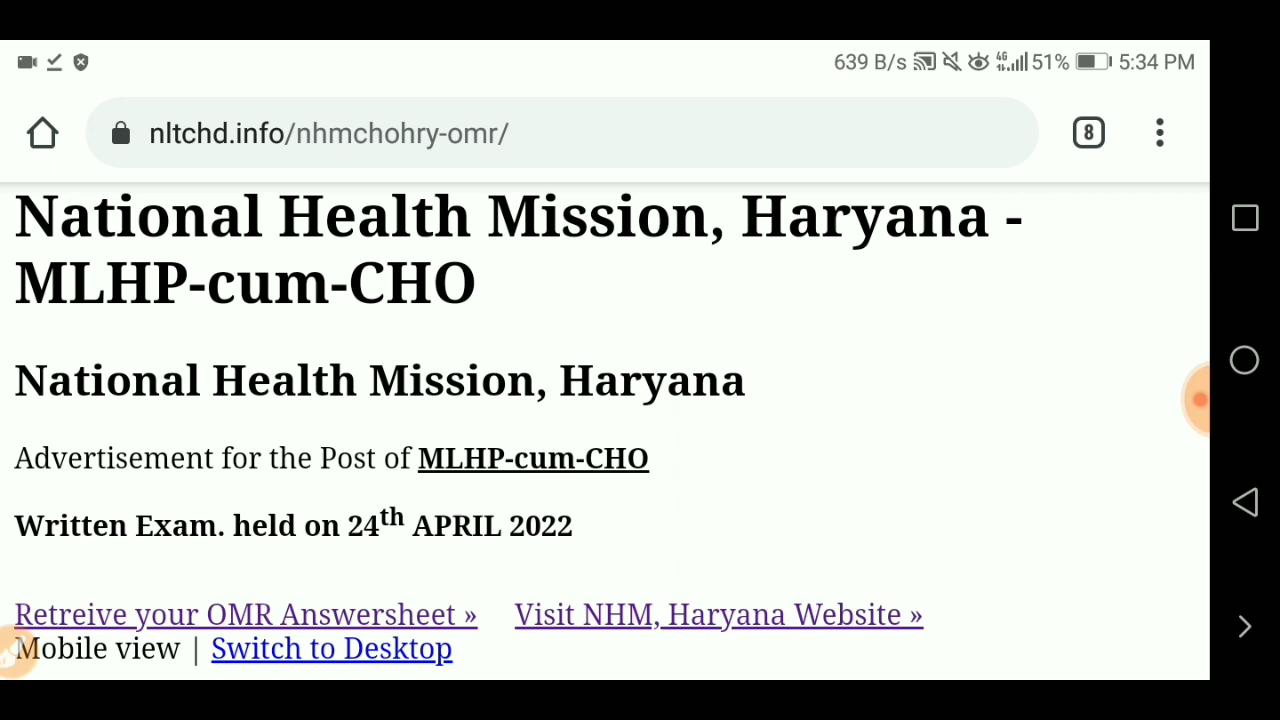 639 B/s 4G 51% 5:34 PM
nltchd.info/nhmchohry-omr/ 8
National Health Mission, Haryana -
MLHP-cum-CHO
National Health Mission, Haryana
Advertisement for the Post of MLHP-cum-CHO
Written Exam. held on 24th APRIL 2022
Retreive your OMR Answersheet » Visit NHM, Haryana Website »
Mobile view | Switch to Desktop